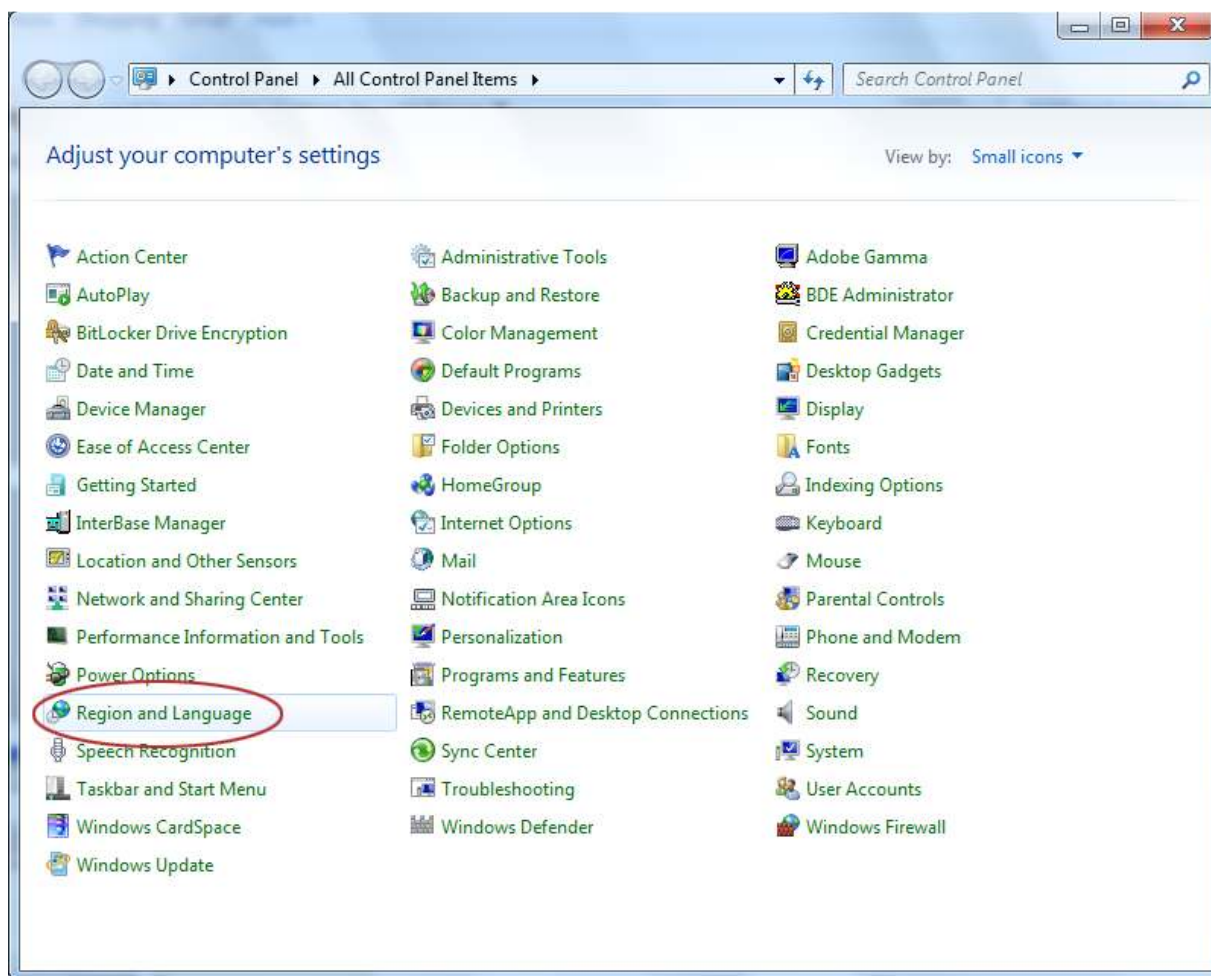 Control Panel All Control Panel Items Search Control Panel
Adjust your computer's settings View by: Small icons
Action Center Administrative Tools Adobe Gamma
AutoPlay Backup and Restore BDE Administrator
BitLocker Drive Encryption Color Management Credential Manager
Date and Time Default Programs Desktop Gadgets
Device Manager Devices and Printers Display
Ease of Access Center Folder Options Fonts
Getting Started HomeGroup Indexing Options
InterBase Manager Internet Options Keyboard
Location and Other Sensors Mail Mouse
Network and Sharing Center Notification Area Icons Parental Controls
Performance Information and Tools Personalization Phone and Modem
Power Options Programs and Features Recovery
Region and Language RemoteApp and Desktop Connections Sound
Speech Recognition Sync Center System
Taskbar and Start Menu Troubleshooting User Accounts
Windows CardSpace Windows Defender Windows Firewall
Windows Update